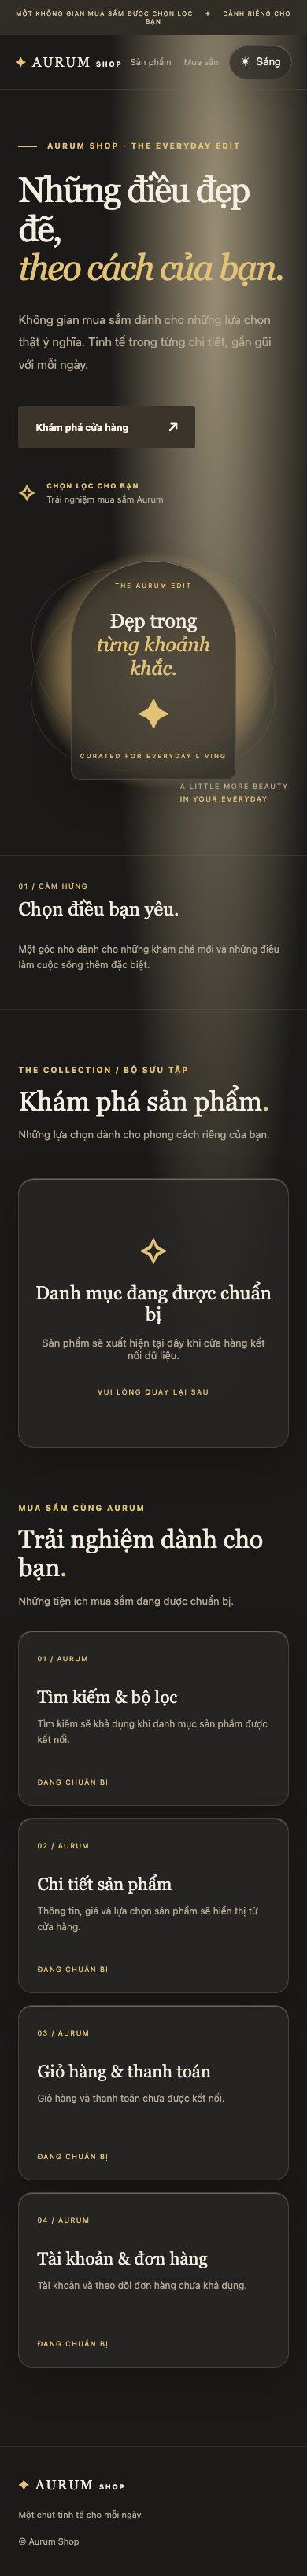 MỘT KHÔNG GIAN MUA SẮM ĐƯỢC CHỌN LỌC ✦ DÀNH RIÊNG CHO
BẠN
AURUM SHOP Sản phẩm Mua sắm Sáng
AURUM SHOP · THE EVERYDAY EDIT
Những điều đẹp
đẽ,
theo cách của bạn.
Không gian mua sắm dành cho những lựa chọn
thật ý nghĩa. Tinh tế trong từng chi tiết, gần gũi
với mỗi ngày.
Khám phá cửa hàng ↗
CHỌN LỌC CHO BẠN
Trải nghiệm mua sắm Aurum
THE AURUM EDIT
Đẹp trong
từng khoảnh
khắc.
CURATED FOR EVERYDAY LIVING
A LITTLE MORE BEAUTY
IN YOUR EVERYDAY
01 / CẢM HỨNG
Chọn điều bạn yêu.
Một góc nhỏ dành cho những khám phá mới và những điều
làm cuộc sống thêm đặc biệt.
THE COLLECTION / BỘ SƯU TẬP
Khám phá sản phẩm.
Những lựa chọn dành cho phong cách riêng của bạn.
Danh mục đang được chuẩn
bị
Sản phẩm sẽ xuất hiện tại đây khi cửa hàng kết
nối dữ liệu.
VUI LÒNG QUAY LẠI SAU
MUA SẮM CÙNG AURUM
Trải nghiệm dành cho
bạn.
Những tiện ích mua sắm đang được chuẩn bị.
01 / AURUM
Tìm kiếm & bộ lọc
Tìm kiếm sẽ khả dụng khi danh mục sản phẩm được
kết nối.
ĐANG CHUẨN BỊ
02 / AURUM
Chi tiết sản phẩm
Thông tin, giá và lựa chọn sản phẩm sẽ hiển thị từ
cửa hàng.
ĐANG CHUẨN BỊ
03 / AURUM
Giỏ hàng & thanh toán
Giỏ hàng và thanh toán chưa được kết nối.
ĐANG CHUẨN BỊ
04 / AURUM
Tài khoản & đơn hàng
Tài khoản và theo dõi đơn hàng chưa khả dụng.
ĐANG CHUẨN BỊ
AURUM SHOP
Một chút tinh tế cho mỗi ngày.
© Aurum Shop